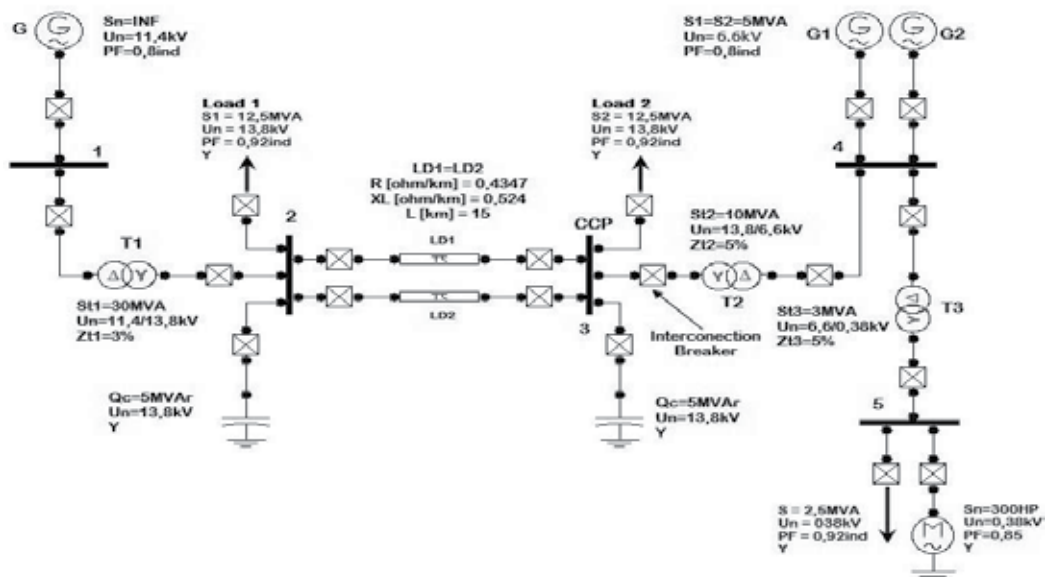 G
G
Sn=INF
Un=11,4kV
PF=0,8ind
1
T1
Δ Y
St1=30MVA
Un=11,4/13,8kV
Zt1=3%
Load 1
S1 = 12,5MVA
Un = 13,8kV
PF = 0,92ind
Y
2
Qc=5MVAr
Un=13,8kV
Y
LD1=LD2
R [ohm/km] = 0,4347
XL [ohm/km] = 0,524
L [km] = 15
LD1
LD2
Load 2
S2 = 12,5MVA
Un = 13,8kV
PF = 0,92ind
Y
CCP
3
Qc=5MVAr
Un=13,8kV
Y
Interconection
Breaker
St2=10MVA
Un=13,8/6,6kV
Zt2=5%
Y Δ
T2
S1=S2=5MVA
Un=6.6kV
PF=0,8ind
G1
G
G
G2
4
St3=3MVA
Un=6,6/0,38kV
Zt3=5%
Δ
Y
T3
5
S = 2,5MVA
Un = 038kV
PF = 0,92ind
Y
M
Sn=300HP
Un=0,38kV
PF=0,85
Y